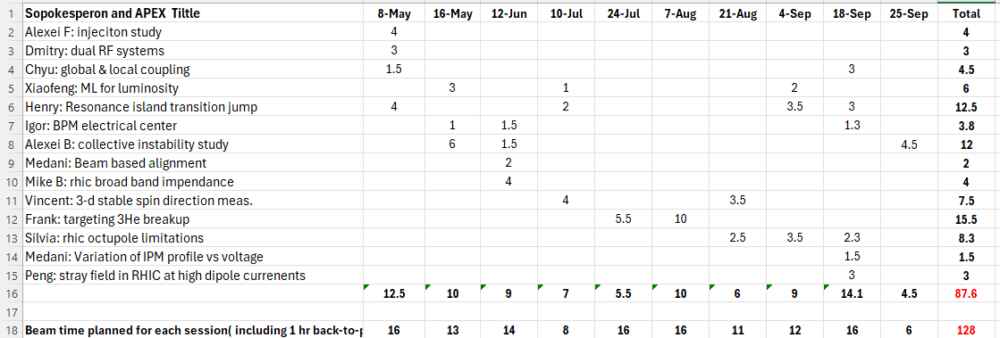 1 Sopokesperon and APEX Tiltle 8-May 16-May 12-Jun 10-Jul 24-Jul 7-Aug 21-Aug 4-Sep 18-Sep 25-Sep Total
2 Alexei F: injeciton study 4 4
3 Dmitry: dual RF systems 3 3
4 Chyu: global & local coupling 1.5 3 4.5
5 Xiaofeng: ML for luminosity 3 1 2 6
6 Henry: Resonance island transition jump 4 2 3.5 3 12.5
7 Igor: BPM electrical center 1 1.5 1.3 3.8
8 Alexei B: collective instability study 6 1.5 4.5 12
9 Medani: Beam based alignment 2 2
10 Mike B: rhic broad band impendance 4 4
11 Vincent: 3-d stable spin direction meas. 4 3.5 7.5
12 Frank: targeting 3He breakup 5.5 10 15.5
13 Silvia: rhic octupole limitations 2.5 3.5 2.3 8.3
14 Medani: Variation of IPM profile vs voltage 1.5 1.5
15 Peng: stray field in RHIC at high dipole currenents 3 3
16 12.5 10 9 7 5.5 10 6 9 14.1 4.5 87.6
17
18 Beam time planned for each session( including 1 hr back-to-p 16 13 14 8 16 16 11 12 16 6 128